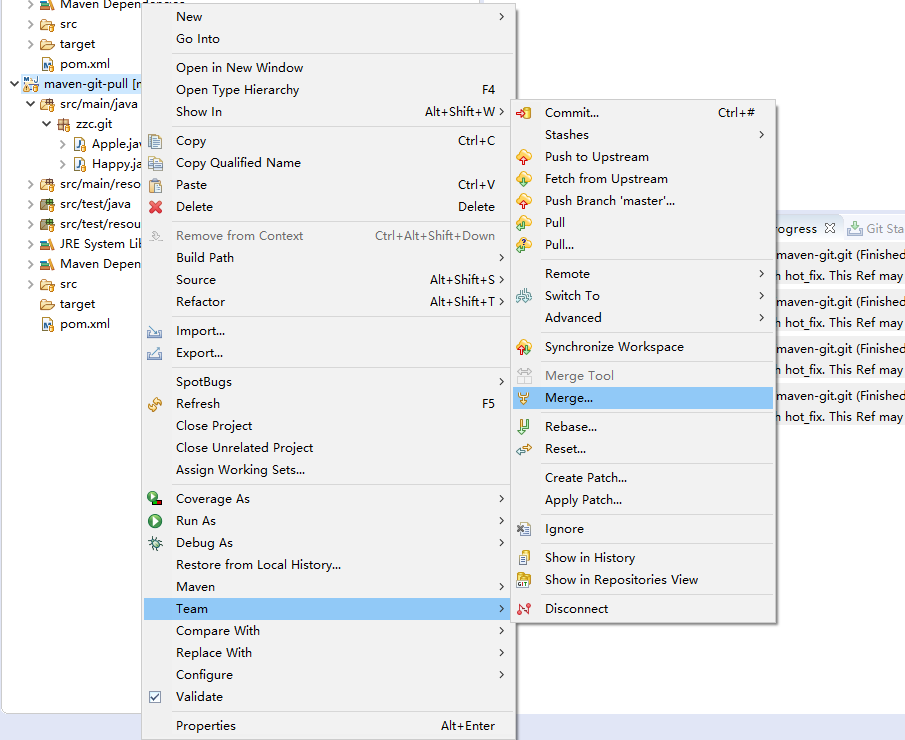 Maven Dependencies
src
target
pom.xml
maven-git-pull [m
src/main/java
zzc.git
Apple.jav
Happy.ja
src/main/reso
src/test/java
src/test/resou
JRE System Lib
Maven Depen
src
target
pom.xml
New
Go Into
Open in New Window
Open Type Hierarchy F4
Show In Alt+Shift+W
Copy Ctrl+C
Copy Qualified Name
Paste Ctrl+V
Delete Delete
Remove from Context Ctrl+Alt+Shift+Down
Build Path
Source Alt+Shift+S
Refactor Alt+Shift+T
Import...
Export...
SpotBugs
Refresh F5
Close Project
Close Unrelated Project
Assign Working Sets...
Coverage As
Run As
Debug As
Restore from Local History...
Maven
Team
Compare With
Replace With
Configure
Validate
Properties Alt+Enter
Commit... Ctrl+#
Stashes
Push to Upstream
Fetch from Upstream
Push Branch 'master'...
Pull
Pull...
Remote
Switch To
Advanced
Synchronize Workspace
Merge Tool
Merge...
Rebase...
Reset...
Create Patch...
Apply Patch...
Ignore
Show in History
GIT Show in Repositories View
Disconnect
rogress Git Sta
maven-git.git (Finished
n hot_fix. This Ref may
maven-git.git (Finished
n hot_fix. This Ref may
maven-git.git (Finished
n hot_fix. This Ref may
maven-git.git (Finished
n hot_fix. This Ref may